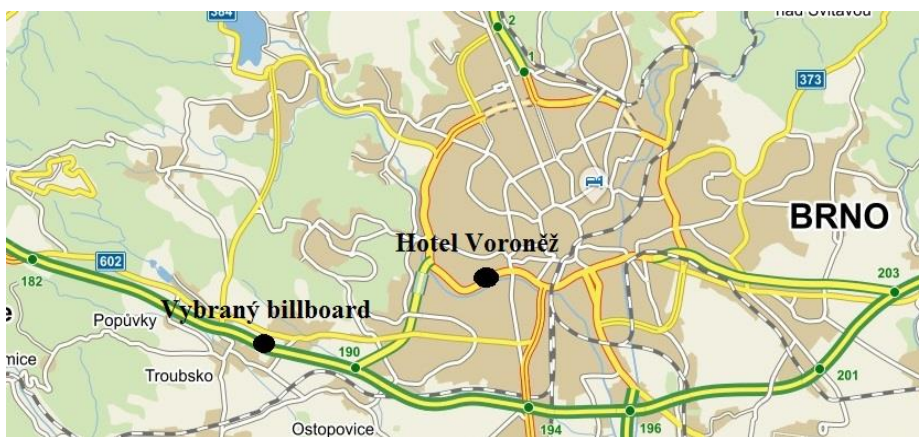 384
2
nad Svitavou
1
373
BRNO
Hotel Voroněž
602
182
203
Vybraný billboard
Popůvky
190
mice
Troubsko
201
Ostopovice
194
196